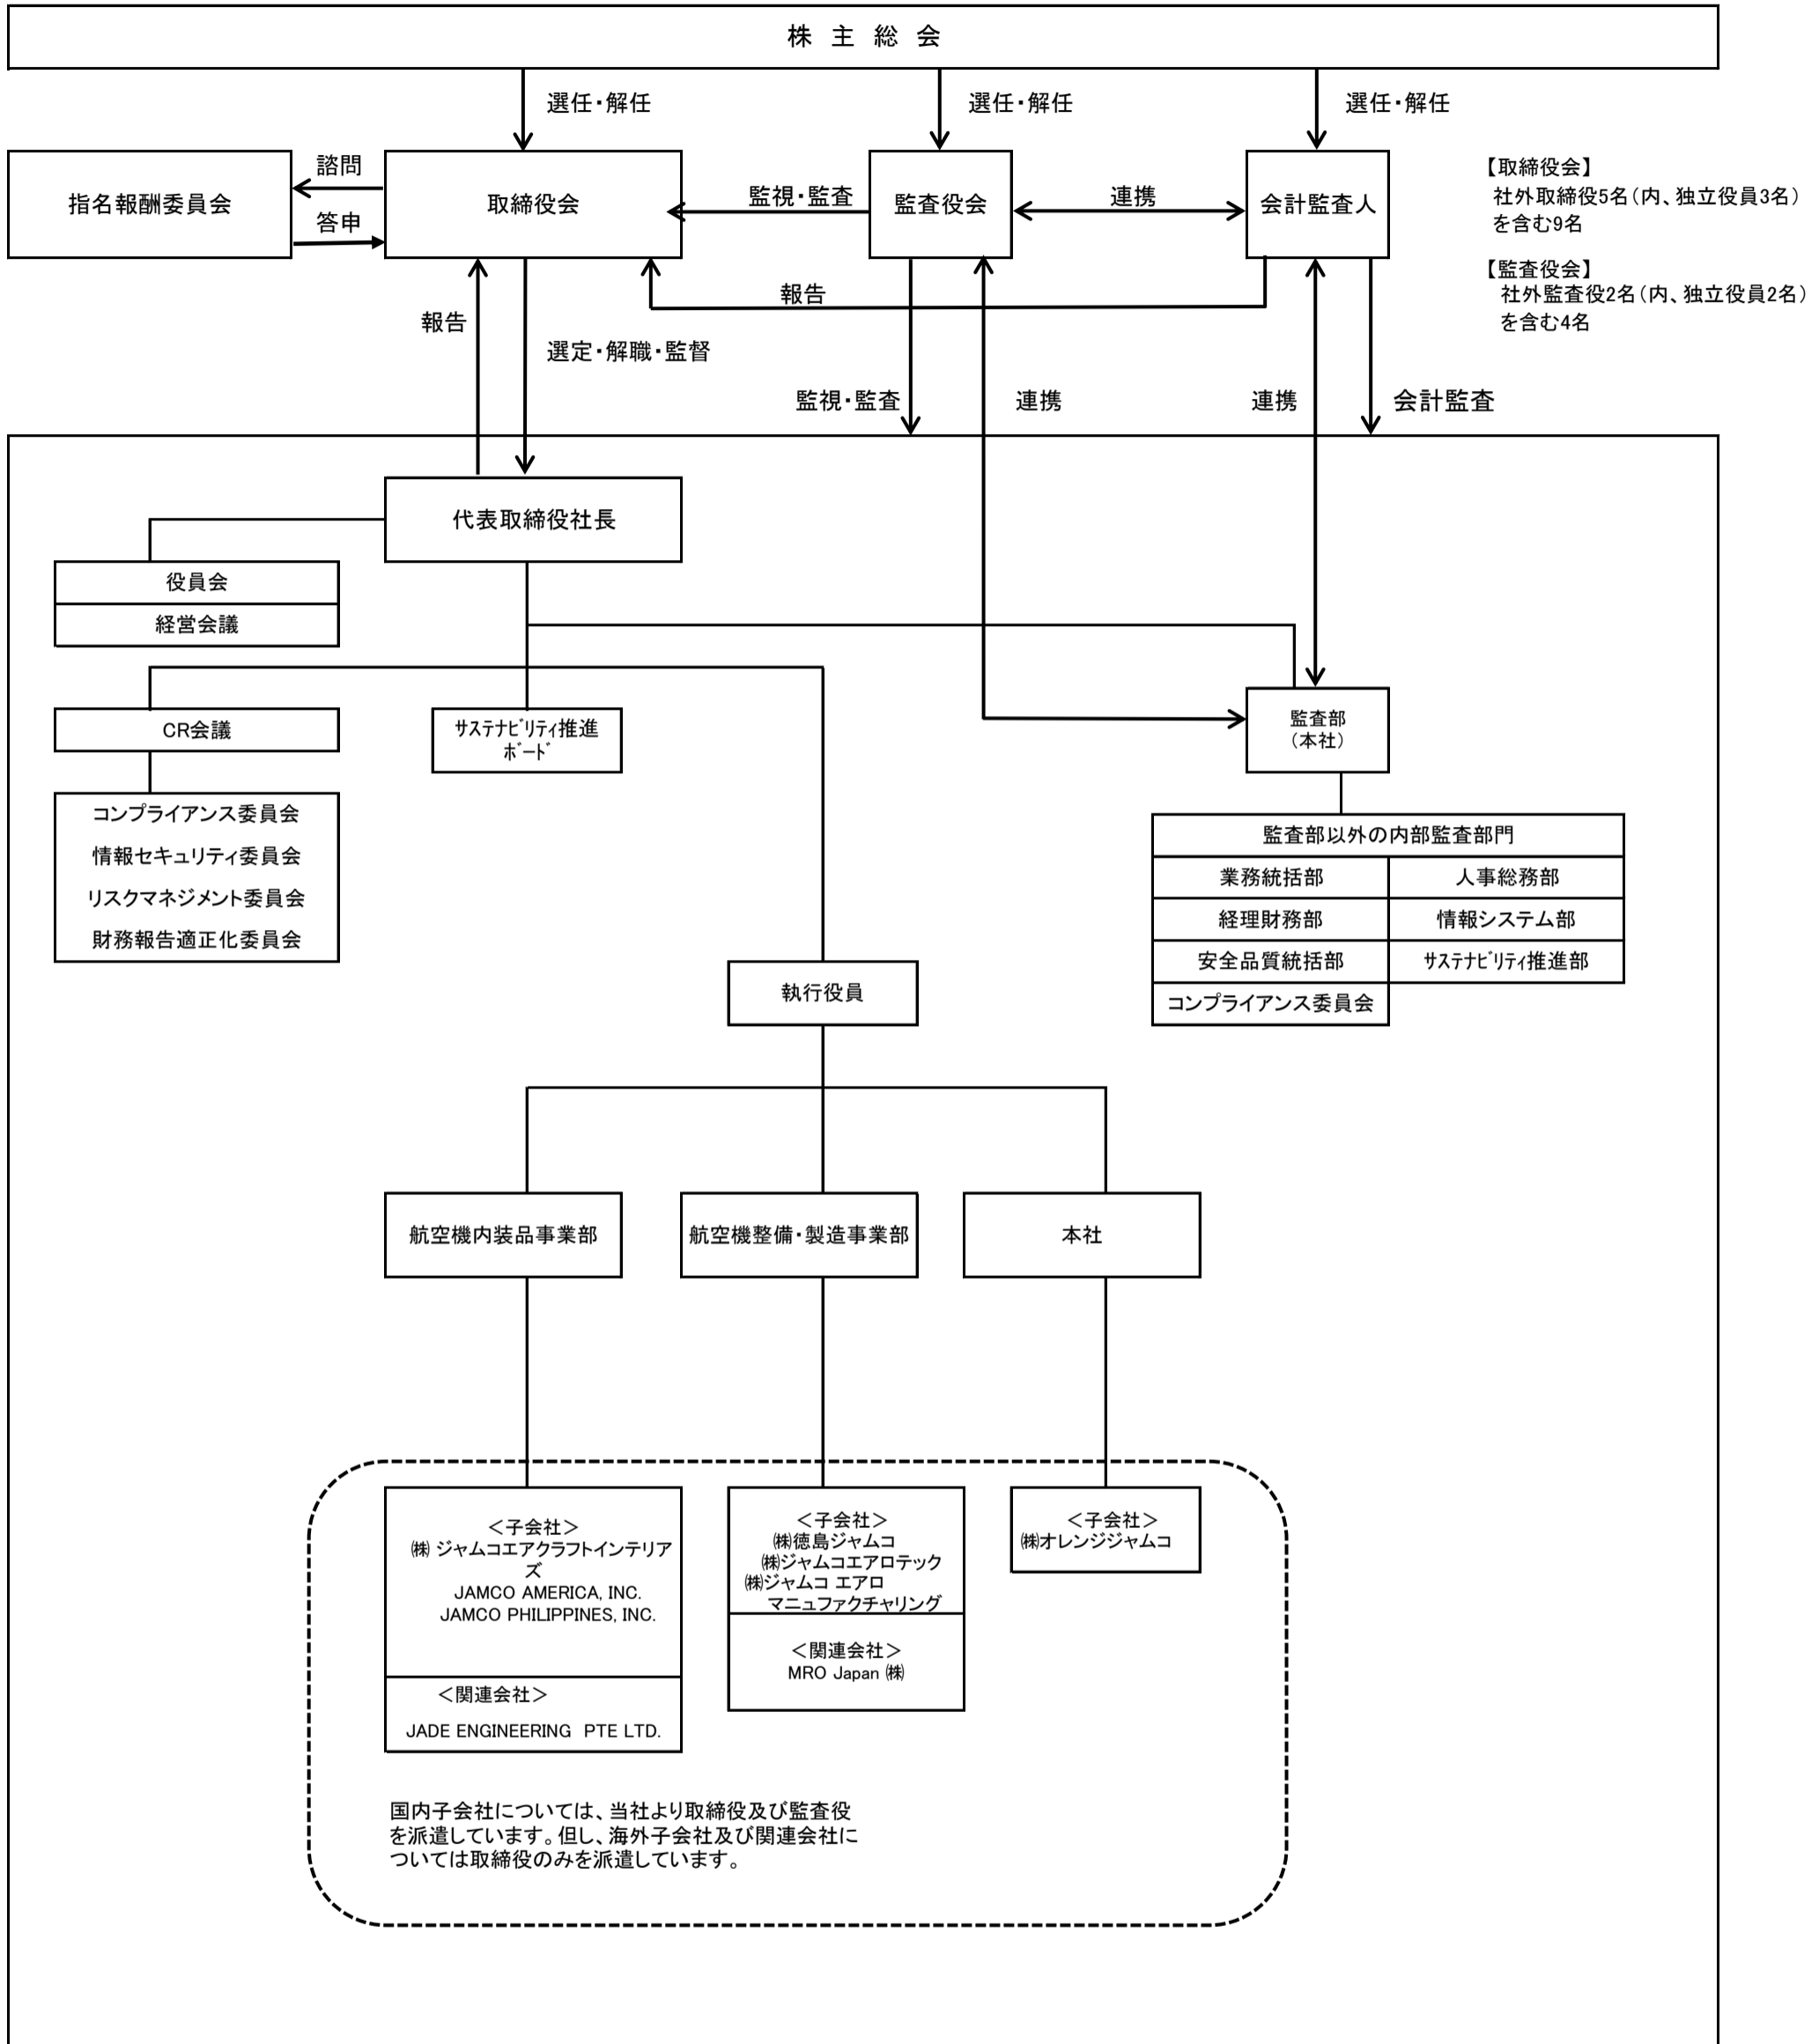 株 主 総 会
選任・解任
選任・解任
選任・解任
指名報酬委員会
諮問
答申
取締役会
監視・監査
監査役会
連携
会計監査人
【取締役会】
社外取締役5名（内、独立役員3名）
を含む9名
【監査役会】
社外監査役2名（内、独立役員2名）
を含む4名
報告
報告
選定・解職・監督
監視・監査
連携
連携
会計監査
代表取締役社長
役員会
経営会議
CR会議
ｻｽﾃﾅﾋﾞﾘﾃｨ推進
ﾎﾞｰﾄﾞ
監査部
（本社）
コンプライアンス委員会
情報セキュリティ委員会
リスクマネジメント委員会
財務報告適正化委員会
監査部以外の内部監査部門
業務統括部
人事総務部
経理財務部
情報システム部
安全品質統括部
ｻｽﾃﾅﾋﾞﾘﾃｨ推進部
コンプライアンス委員会
執行役員
航空機内装品事業部
航空機整備・製造事業部
本社
＜子会社＞
㈱ ジャムコエアクラフトインテリア
ズ
JAMCO AMERICA, INC.
JAMCO PHILIPPINES, INC.
＜関連会社＞
JADE ENGINEERING PTE LTD.
＜子会社＞
㈱徳島ジャムコ
㈱ジャムコエアロテック
㈱ジャムコ エアロ
マニュファクチャリング
＜関連会社＞
MRO Japan ㈱
＜子会社＞
㈱オレンジジャムコ
国内子会社については、当社より取締役及び監査役
を派遣しています。但し、海外子会社及び関連会社に
ついては取締役のみを派遣しています。